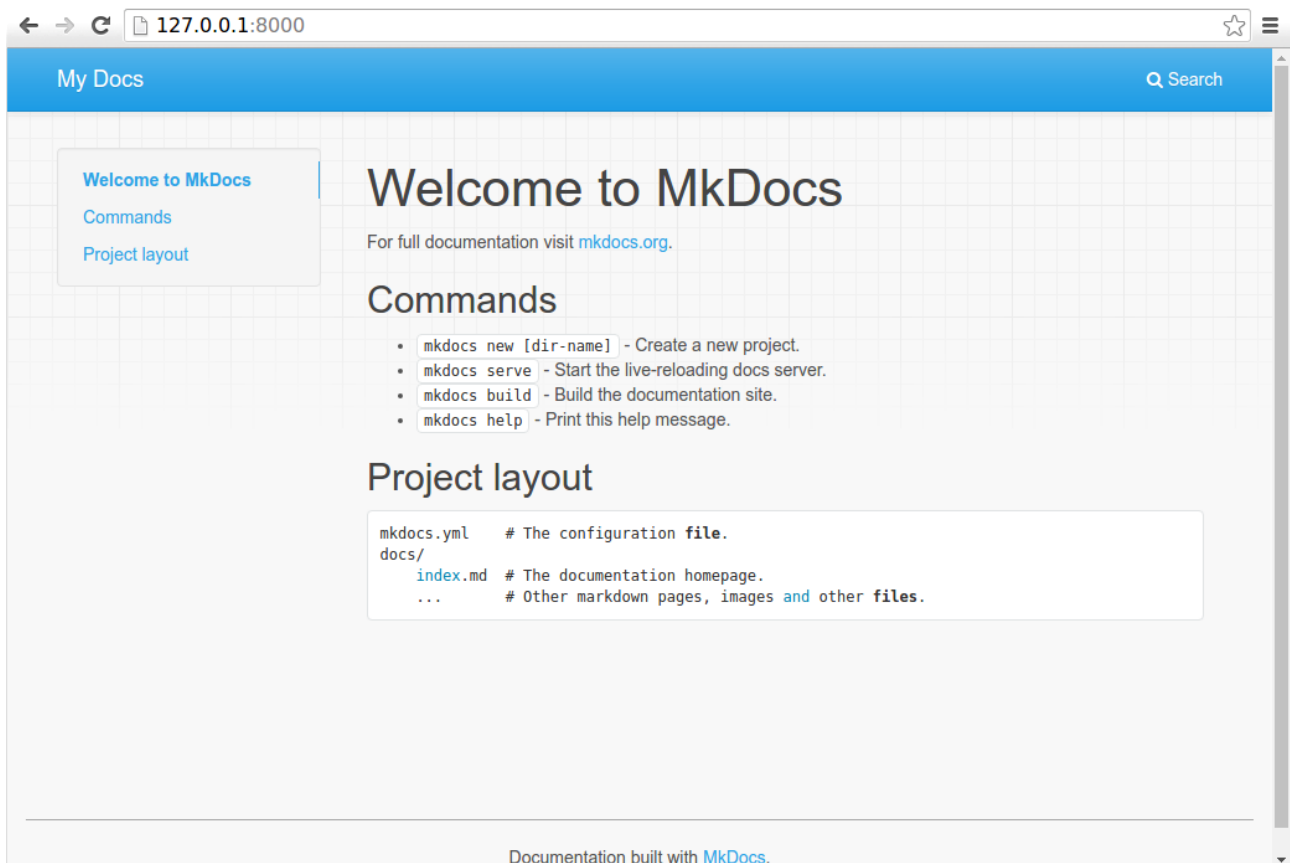 127.0.0.1:8000
My Docs
Search
Welcome to MkDocs
Commands
Project layout
Welcome to MkDocs
For full documentation visit mkdocs.org.
Commands
mkdocs new [dir-name] - Create a new project.
mkdocs serve - Start the live-reloading docs server.
mkdocs build - Build the documentation site.
mkdocs help - Print this help message.
Project layout
mkdocs.yml    # The configuration file.
docs/
    index.md  # The documentation homepage.
    ...       # Other markdown pages, images and other files.
Documentation built with MkDocs.